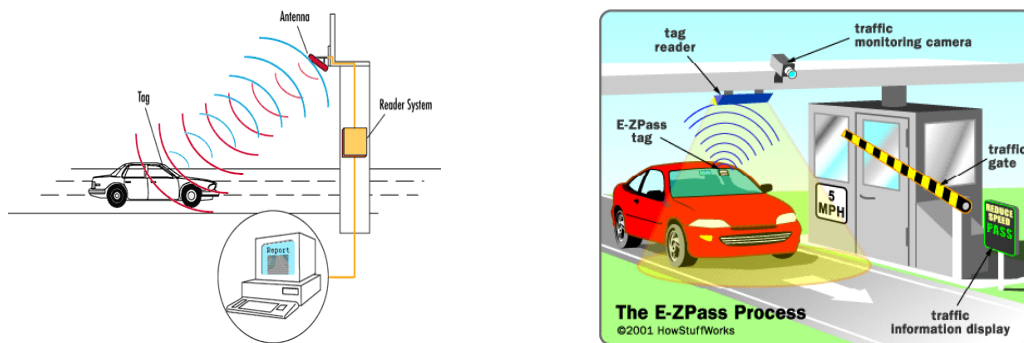 Antenna
Tag
Reader System
Report
tag
reader
traffic
monitoring camera
E-ZPass
tag
traffic
gate
5
MPH
REDUCE
SPEED
PASS
The E-ZPass Process
©2001 HowStuffWorks
traffic
information display